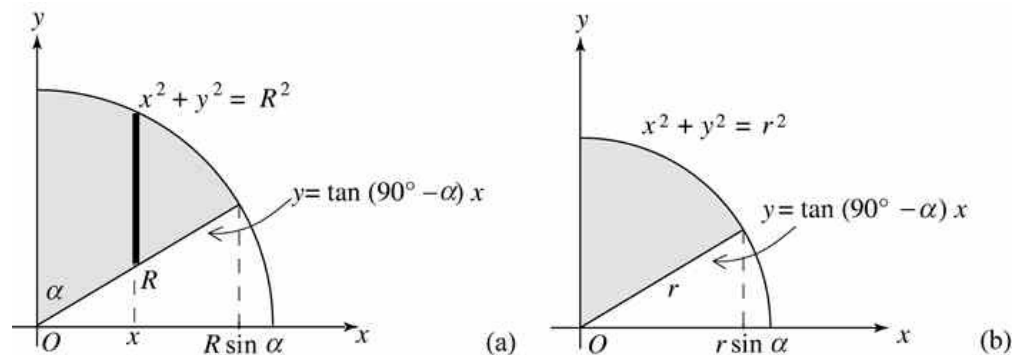 y
x² + y² = R²
y = tan (90° − α) x
α
R
O
x
R sin α
x
(a)
y
x² + y² = r²
y = tan (90° − α) x
r
O
r sin α
x
(b)